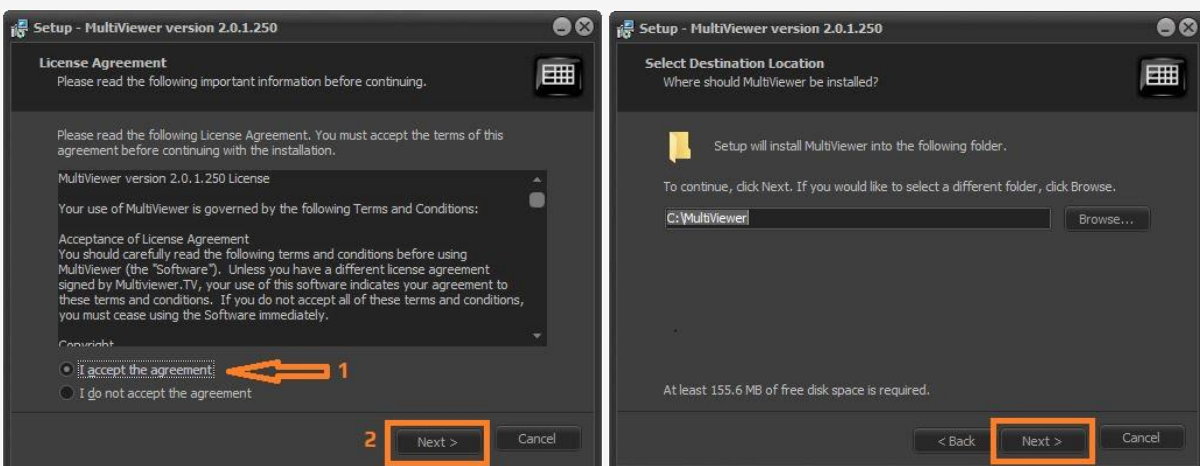 Setup - MultiViewer version 2.0.1.250
License Agreement
Please read the following important information before continuing.
Please read the following License Agreement. You must accept the terms of this
agreement before continuing with the installation.
MultiViewer version 2.0.1.250 License
Your use of MultiViewer is governed by the following Terms and Conditions:
Acceptance of License Agreement
You should carefully read the following terms and conditions before using
MultiViewer (the "Software"). Unless you have a different license agreement
signed by Multiviewer.TV, your use of this software indicates your agreement to
these terms and conditions. If you do not accept all of these terms and conditions,
you must cease using the Software immediately.
Copyright
I accept the agreement 1
I do not accept the agreement
2 Next > Cancel
Setup - MultiViewer version 2.0.1.250
Select Destination Location
Where should MultiViewer be installed?
Setup will install MultiViewer into the following folder.
To continue, click Next. If you would like to select a different folder, click Browse.
C:\MultiViewer Browse...
At least 155.6 MB of free disk space is required.
< Back Next > Cancel